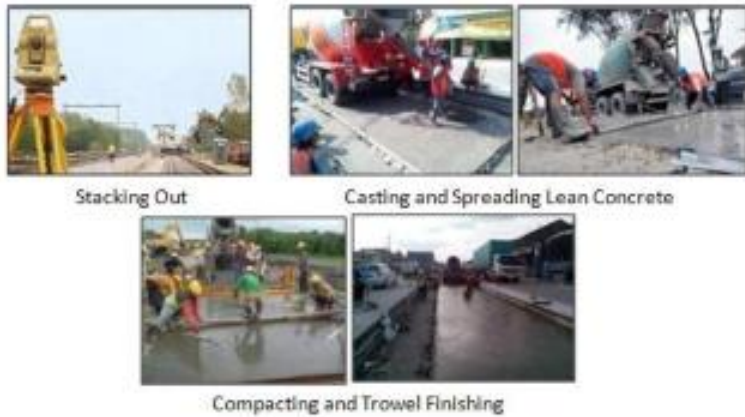 Stacking Out
Casting and Spreading Lean Concrete
Compacting and Trowel Finishing